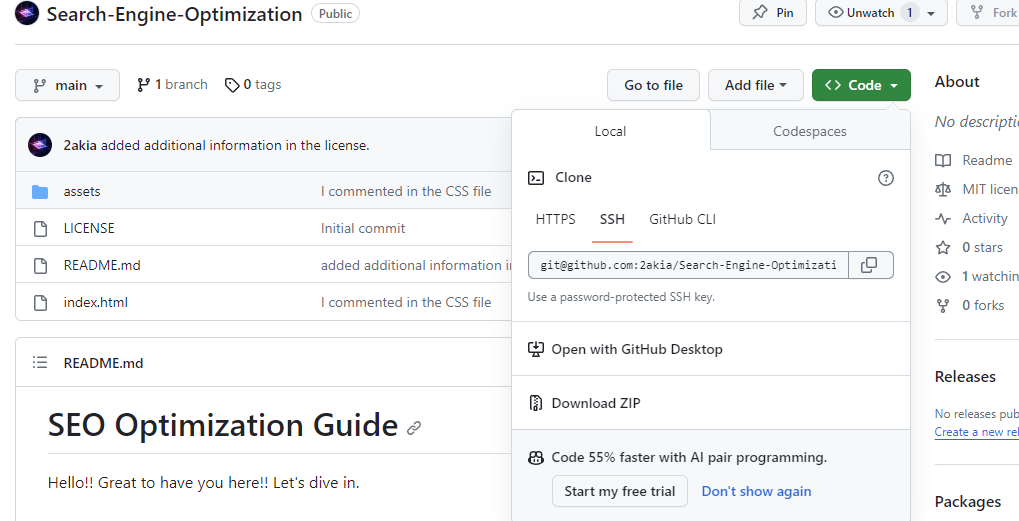 Search-Engine-Optimization Public Pin Unwatch 1 Fork
main 1 branch 0 tags Go to file Add file Code
2akia added additional information in the license.
assets I commented in the CSS file
LICENSE Initial commit
README.md added additional information in
index.html I commented in the CSS file
README.md
SEO Optimization Guide
Hello!! Great to have you here!! Let's dive in.
Local Codespaces
Clone
HTTPS SSH GitHub CLI
git@github.com:2akia/Search-Engine-Optimizati
Use a password-protected SSH key.
Open with GitHub Desktop
Download ZIP
Code 55% faster with AI pair programming.
Start my free trial Don't show again
About
No descripti
Readme
MIT licen
Activity
0 stars
1 watchin
0 forks
Releases
No releases pub
Create a new rel
Packages